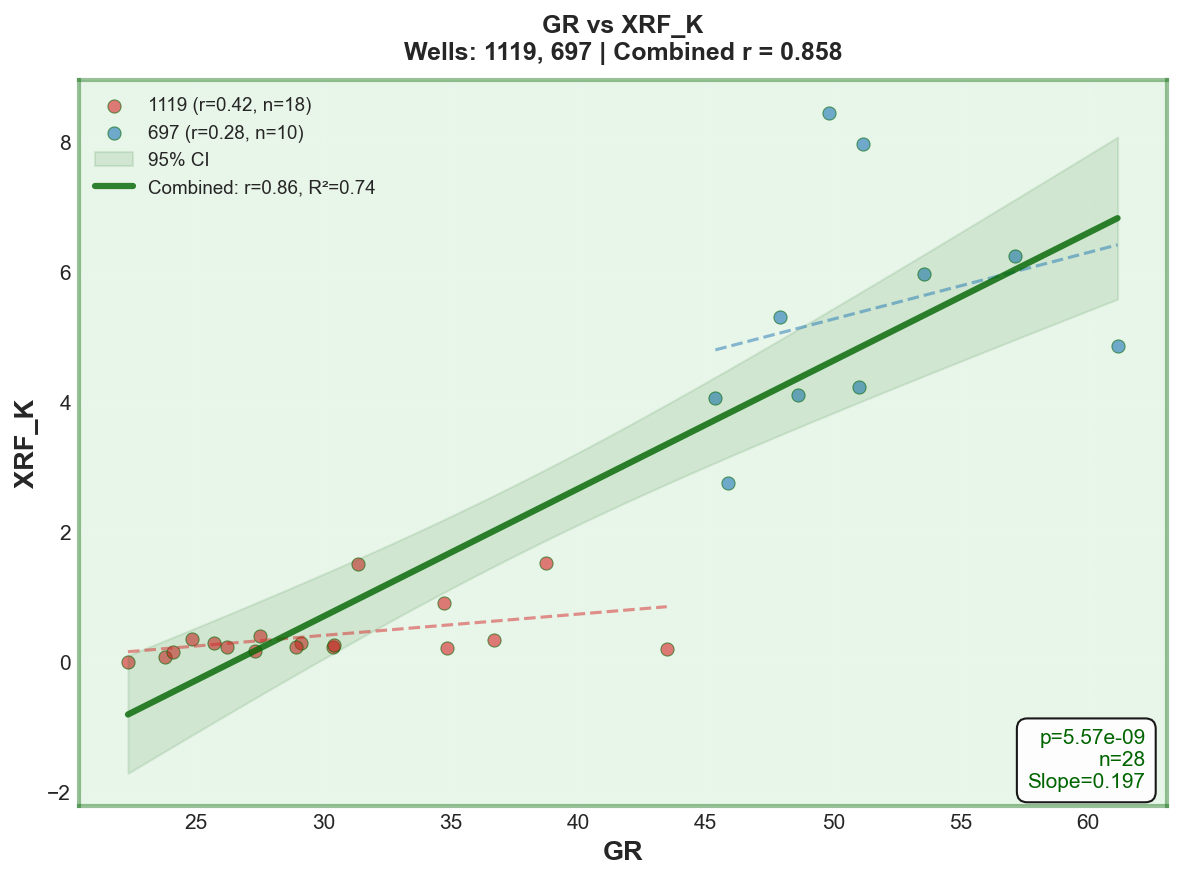 GR vs XRF_K
Wells: 1119, 697 | Combined r = 0.858
1119 (r=0.42, n=18)
697 (r=0.28, n=10)
95% CI
Combined: r=0.86, R²=0.74
XRF_K
8
6
4
2
0
−2
p=5.57e-09
n=28
Slope=0.197
25 30 35 40 45 50 55 60
GR